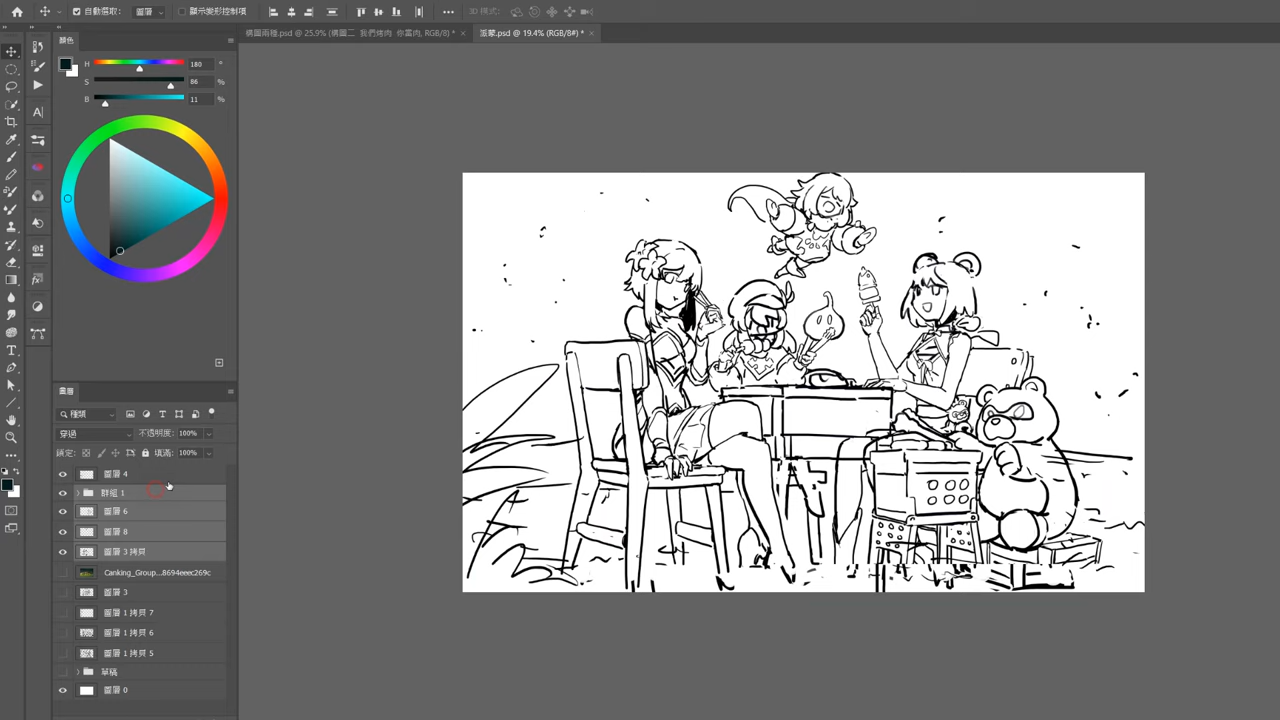 自動選取: 圖層 顯示變形控制項 ••• 3D 模式:
橫圖兩種.psd @ 25.9% (橫圖二 我們烤肉 你當肉, RGB/8) * × 派蒙.psd @ 19.4% (RGB/8#) * ×
顏色
H 180 °
S 86 %
B 11 %
圖層
種類
穿過 不透明度: 100%
鎖定: 填滿: 100%
圖層 4
群組 1
圖層 6
圖層 8
圖層 3 拷貝
Canking_Group...8694eeec269c
圖層 3
圖層 1 拷貝 7
圖層 1 拷貝 6
圖層 1 拷貝 5
草稿
圖層 0